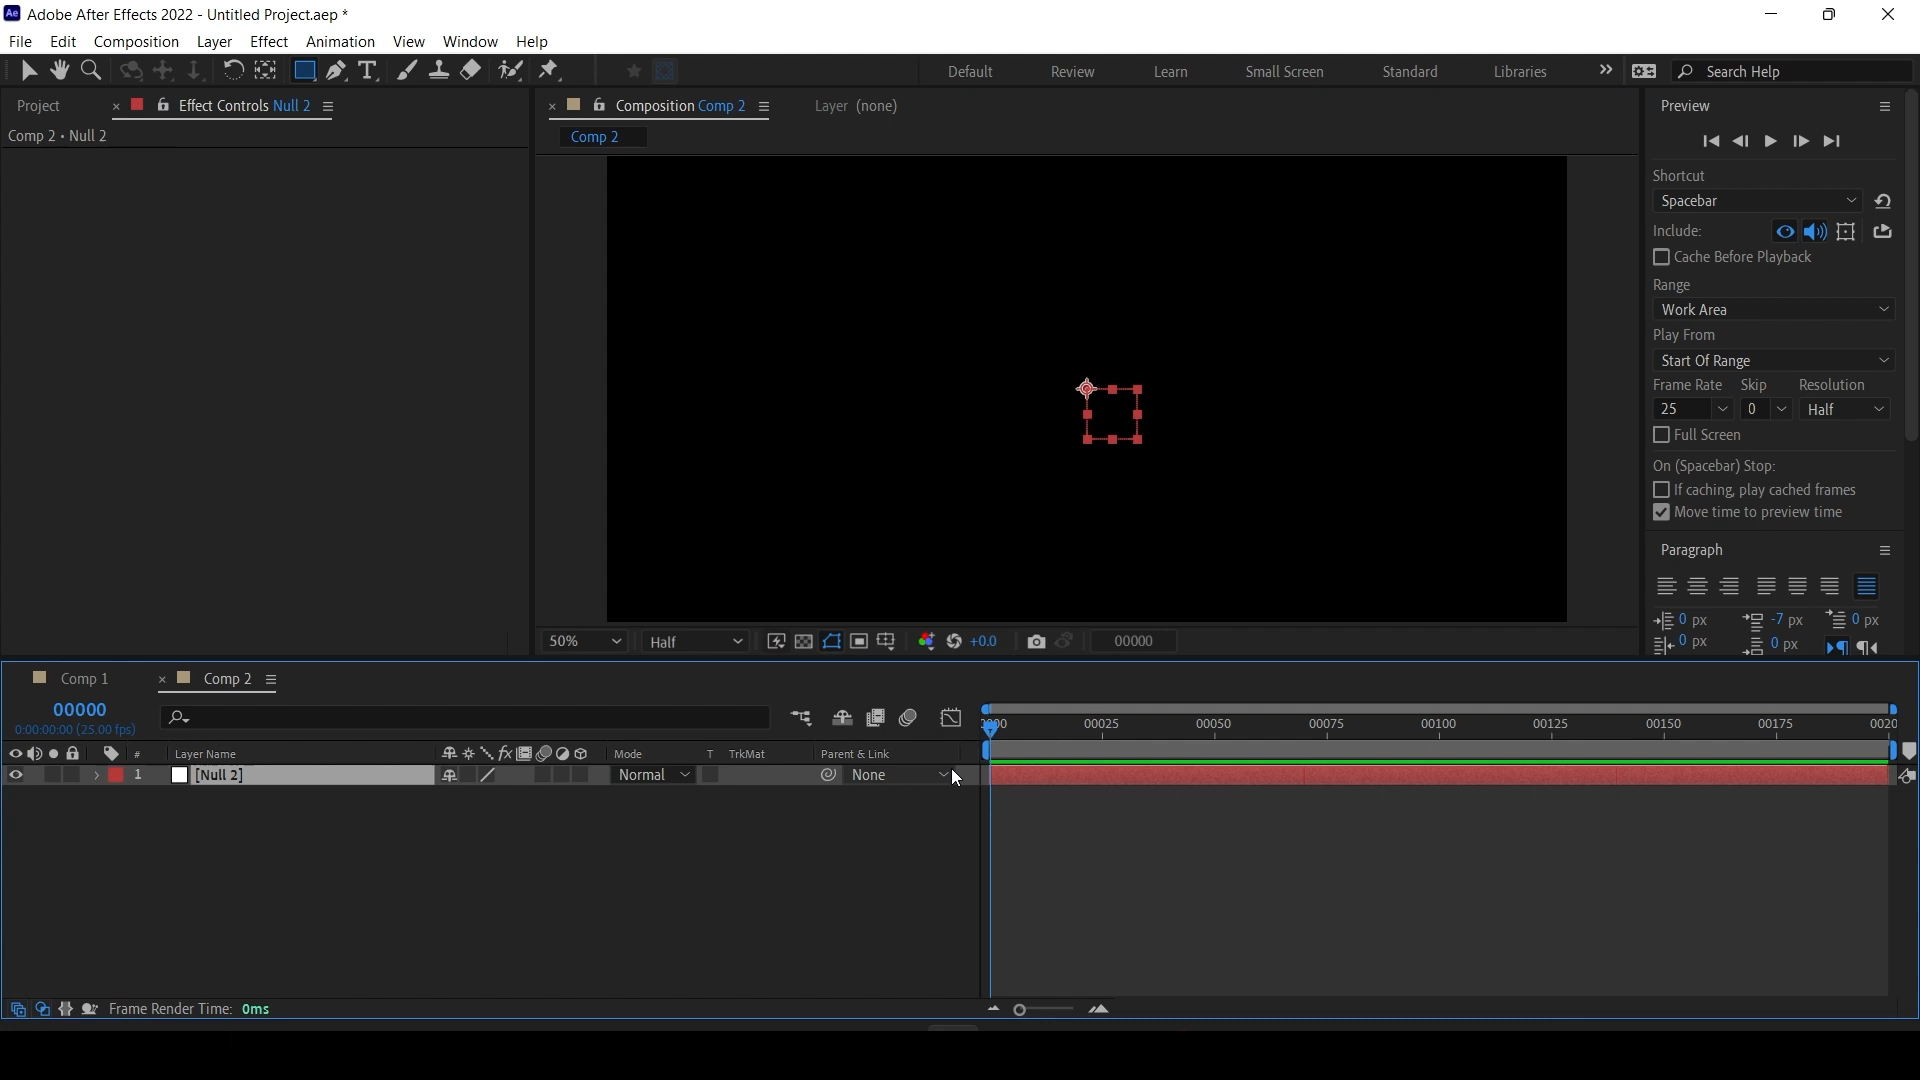 Ae Adobe After Effects 2022 - Untitled Project.aep *
File Edit Composition Layer Effect Animation View Window Help
Default Review Learn Small Screen Standard Libraries Search Help
Project Effect Controls Null 2
Comp 2 • Null 2
Composition Comp 2 Layer (none)
Comp 2
50% Half +0.0 00000
Preview
Shortcut
Spacebar
Include:
Cache Before Playback
Range
Work Area
Play From
Start Of Range
Frame Rate Skip Resolution
25 0 Half
Full Screen
On (Spacebar) Stop:
If caching, play cached frames
Move time to preview time
Paragraph
0 px -7 px 0 px
0 px 0 px
Comp 1 Comp 2
00000
0:00:00:00 (25.00 fps)
00025 00050 00075 00100 00125 00150 00175
# Layer Name Mode T TrkMat Parent & Link
1 [Null 2] Normal None
Frame Render Time: 0ms